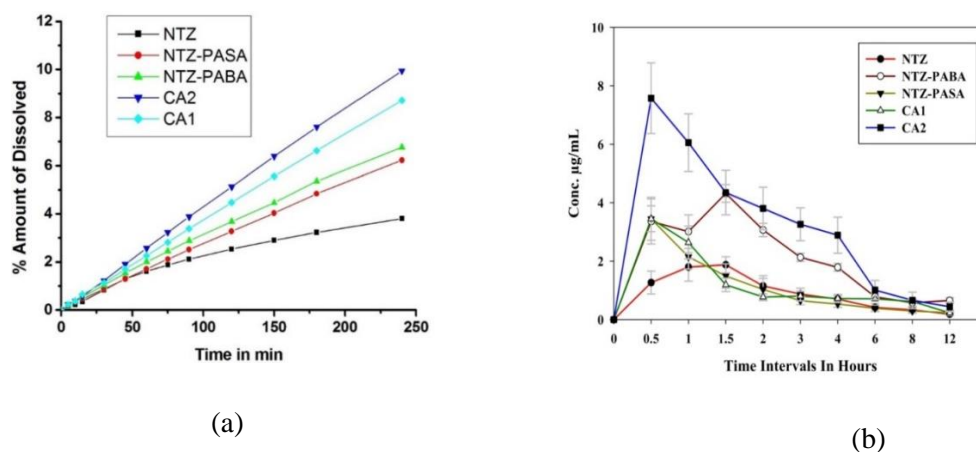 12
10
8
6
4
2
0
% Amount of Dissolved
NTZ
NTZ-PASA
NTZ-PABA
CA2
CA1
0 50 100 150 200 250
Time in min
(a)
10
8
6
4
2
0
Conc. µg/mL
NTZ
NTZ-PABA
NTZ-PASA
CA1
CA2
0 0.5 1 1.5 2 3 4 6 8 12
Time Intervals In Hours
(b)